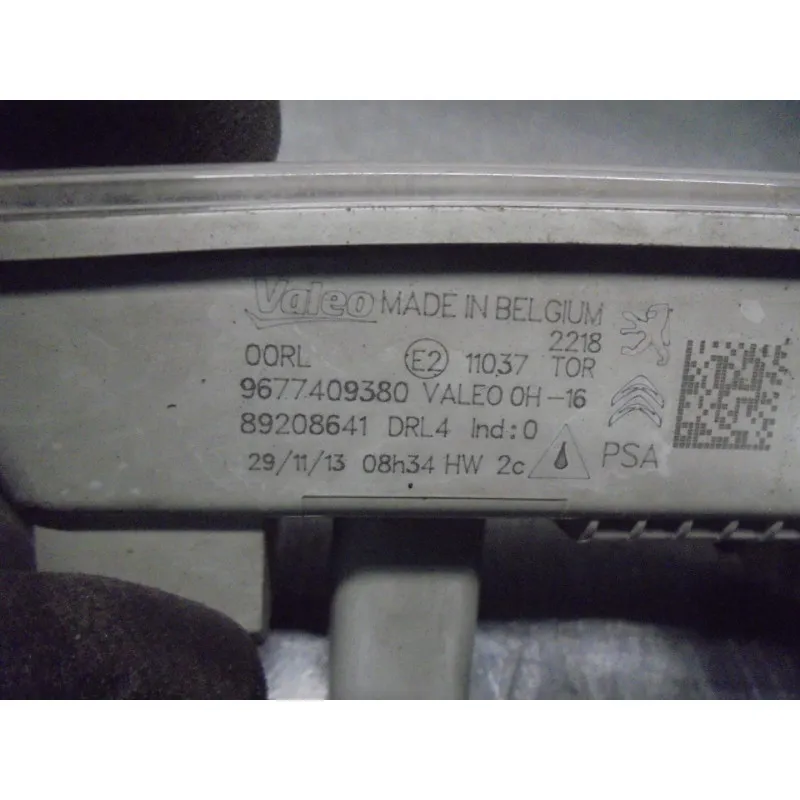 Valeo MADE IN BELGIUM
2218
00RL E2 11037 TOR
9677409380 VALEO 0H-16
89208641 DRL4 Ind:0
29/11/13 08h34 HW 2c PSA